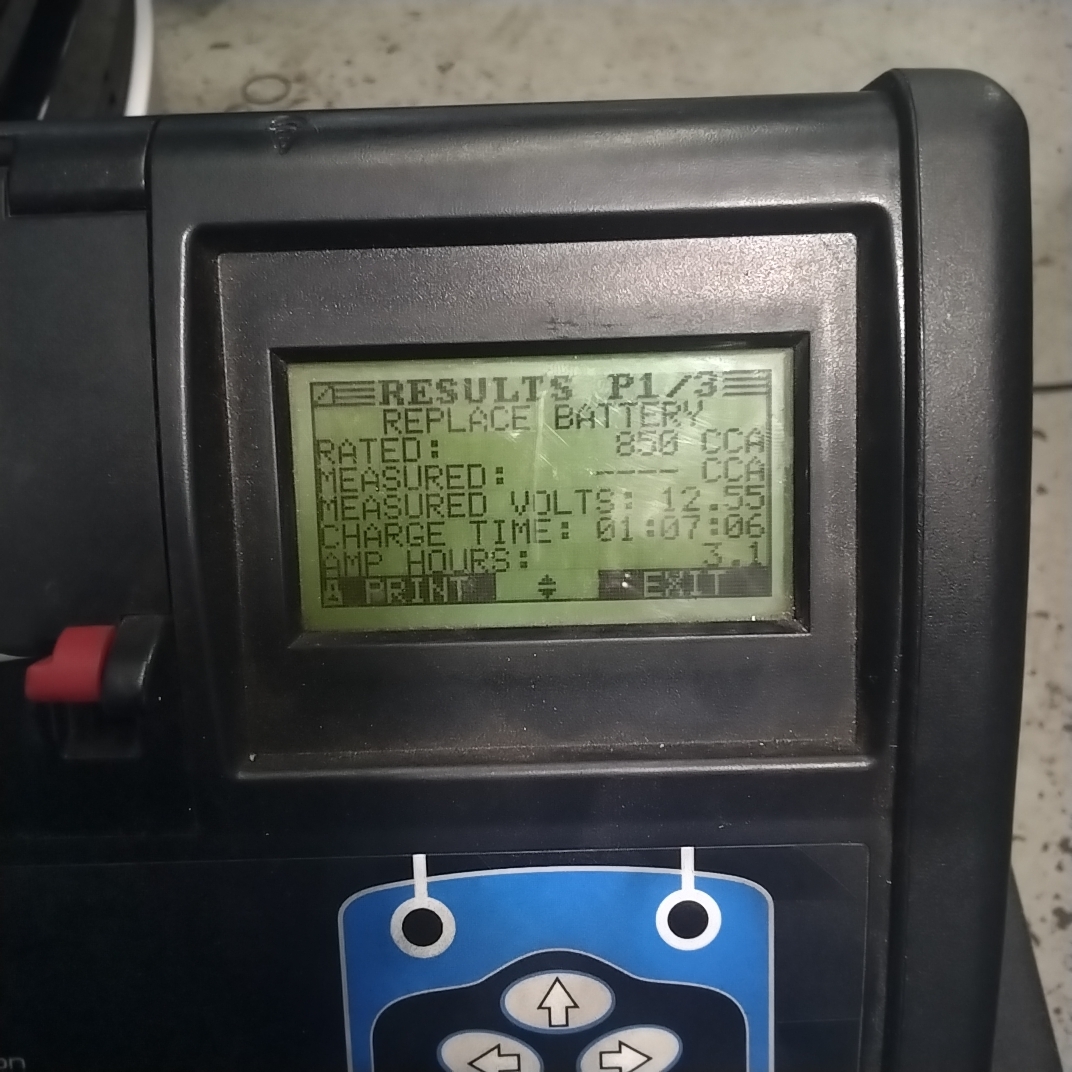 RESULTS P1/3
REPLACE BATTERY
RATED: 850 CCA
MEASURED: ---- CCA
MEASURED VOLTS: 12.55
CHARGE TIME: 01:07:06
AMP HOURS: 3.1
PRINT EXIT